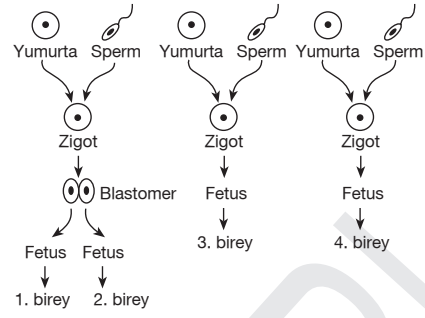 Yumurta Sperm Yumurta Sperm Yumurta Sperm
Zigot Zigot Zigot
Blastomer Fetus Fetus
Fetus Fetus 3. birey 4. birey
1. birey 2. birey